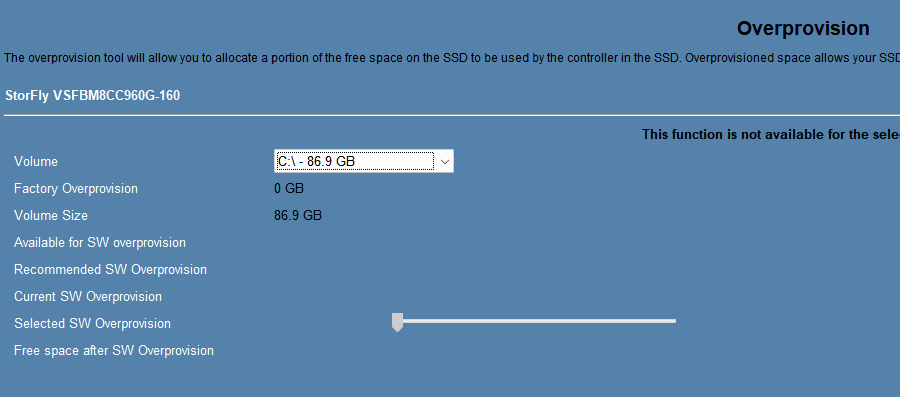 Overprovision
The overprovision tool will allow you to allocate a portion of the free space on the SSD to be used by the controller in the SSD. Overprovisioned space allows your SSD
StorFly VSFBM8CC960G-160
This function is not available for the sele
Volume C:\ - 86.9 GB
Factory Overprovision 0 GB
Volume Size 86.9 GB
Available for SW overprovision
Recommended SW Overprovision
Current SW Overprovision
Selected SW Overprovision
Free space after SW Overprovision